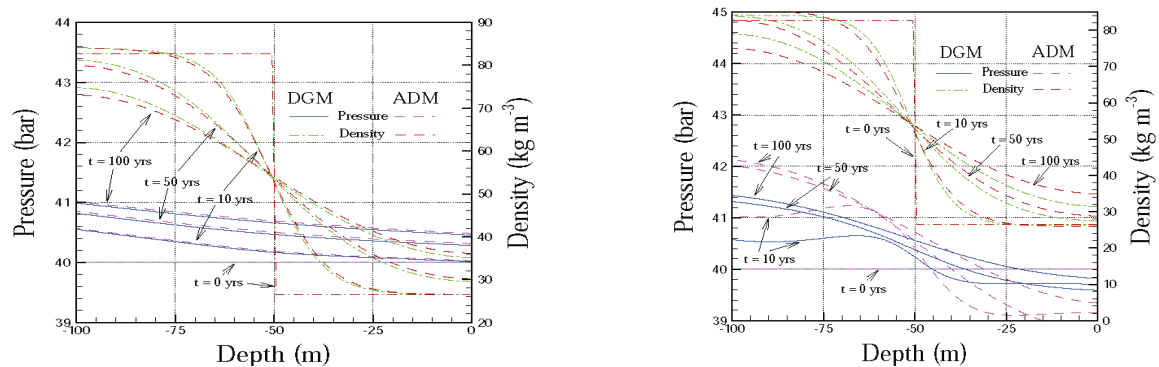 44
43
42
41
40
39
Pressure (bar)
90
80
70
60
50
40
30
20
Density (kg m-3)
DGM ADM
Pressure
Density
t = 100 yrs
t = 50 yrs
t = 10 yrs
t=0 yrs
-100 -75 -50 -25 0
Depth (m)
45
44
43
42
41
40
39
Pressure (bar)
80
70
60
50
40
30
20
10
0
Density (kg m-3)
DGM ADM
Pressure
Density
t=0 yrs
t=10 yrs
t=50 yrs
t=100 yrs
t=100 yrs
t=50 yrs
t=10 yrs
t=0 yrs
-100 -75 -50 -25 0
Depth (m)